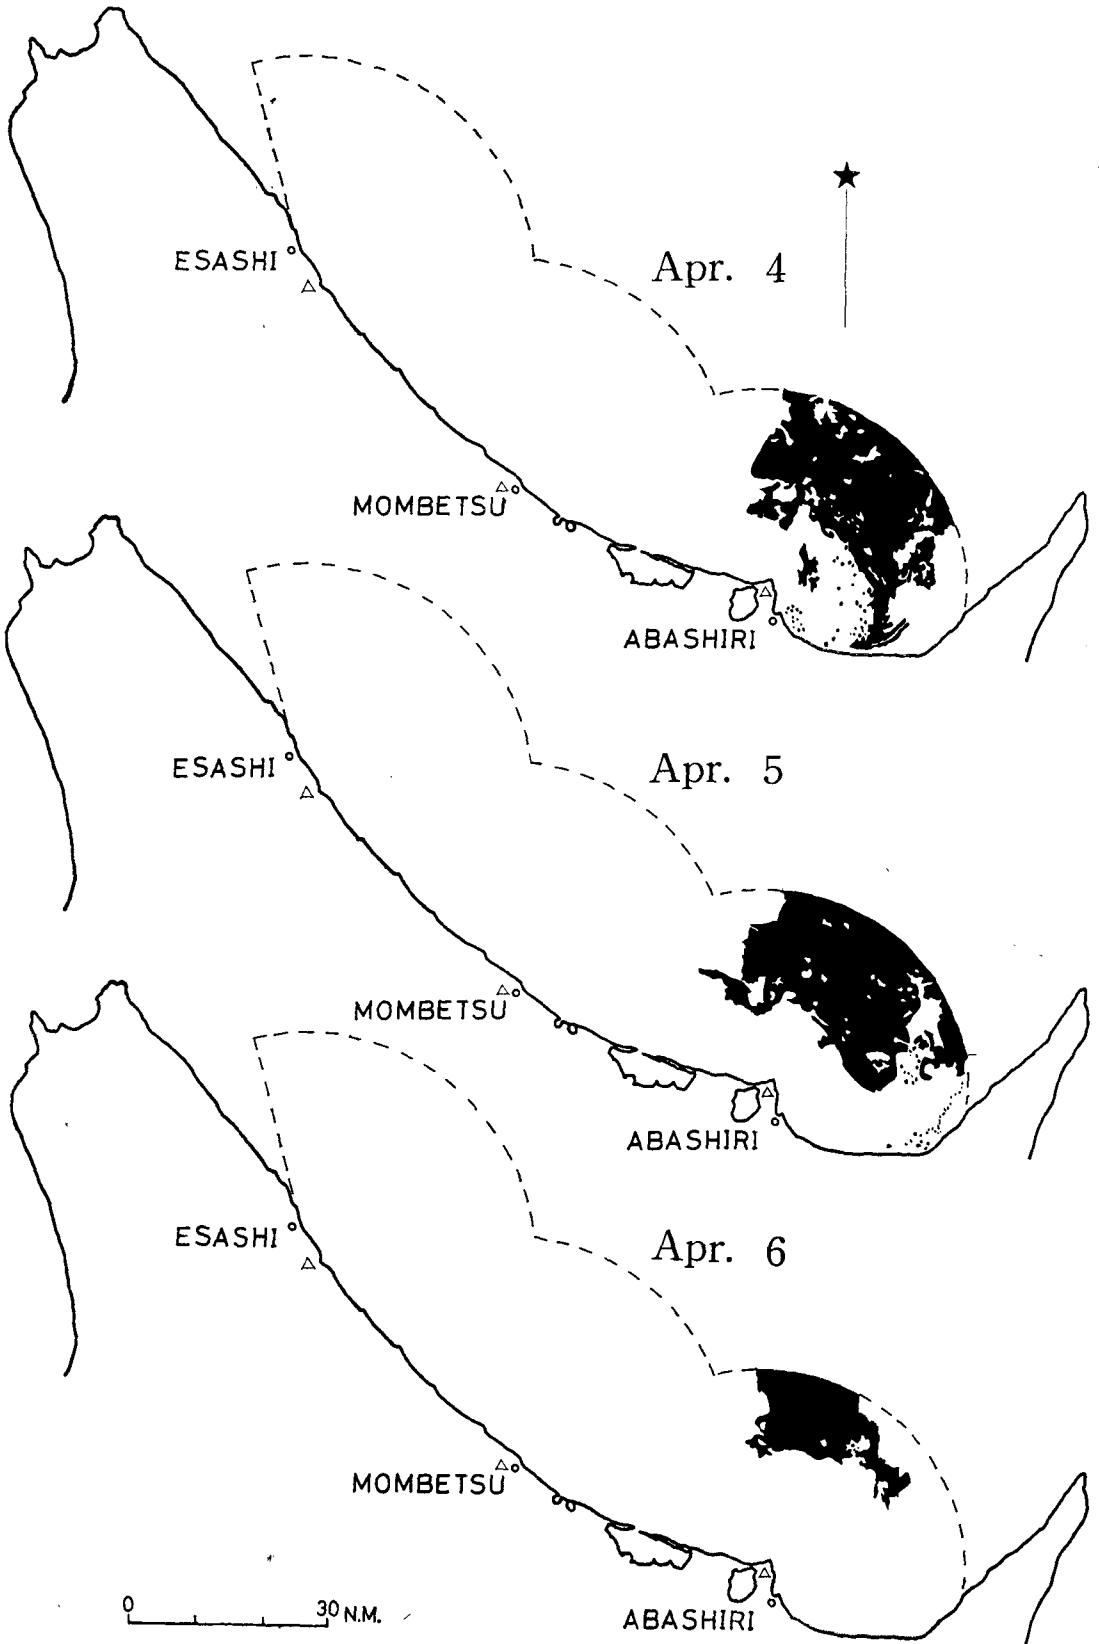 ESASHI
Apr. 4
MOMBETSU
ABASHIRI
ESASHI
Apr. 5
MOMBETSU
ABASHIRI
ESASHI
Apr. 6
MOMBETSU
0 30 N.M.
ABASHIRI